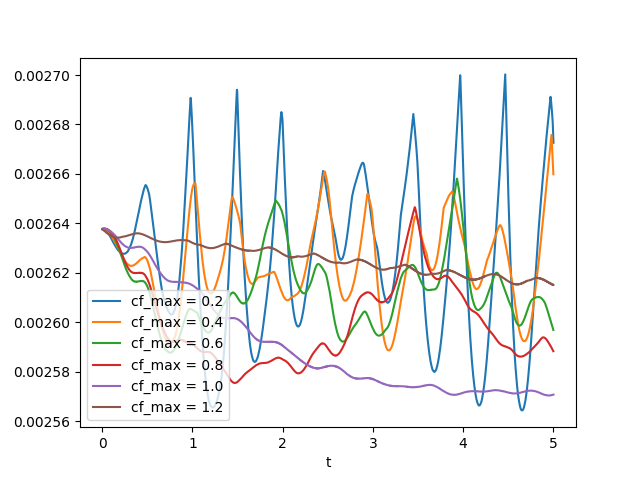 0.00270
0.00268
0.00266
0.00264
0.00262
0.00260
0.00258
0.00256
cf_max = 0.2
cf_max = 0.4
cf_max = 0.6
cf_max = 0.8
cf_max = 1.0
cf_max = 1.2
0 1 2 3 4 5
t